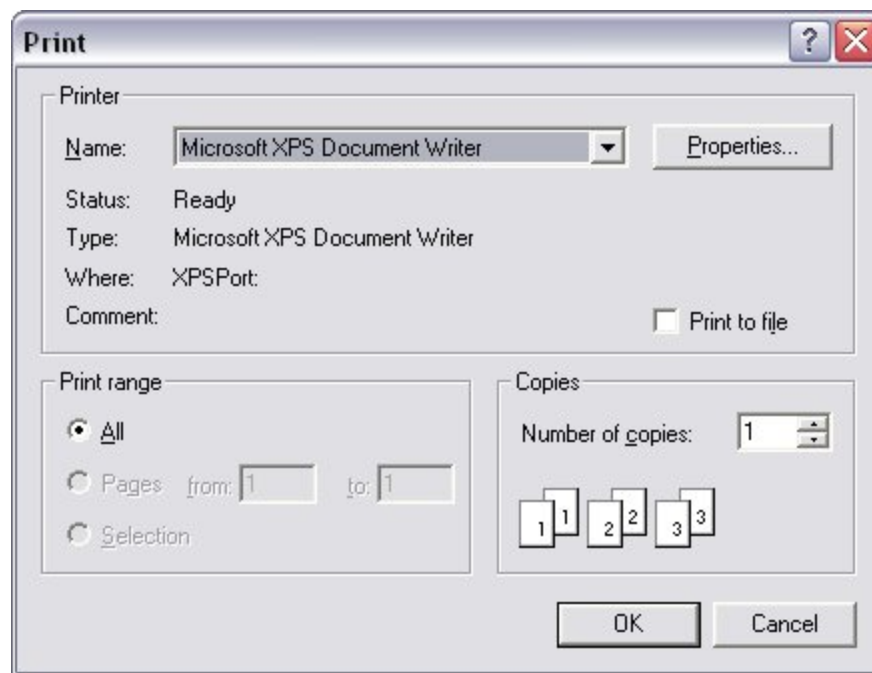 Print
Printer
Name: Microsoft XPS Document Writer Properties...
Status: Ready
Type: Microsoft XPS Document Writer
Where: XPSPort:
Comment: Print to file
Print range
All
Pages from: 1 to: 1
Selection
Copies
Number of copies: 1
1 1 2 2 3 3
OK Cancel